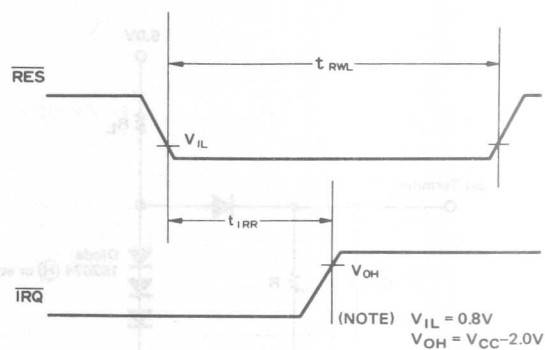 t RWL
RES
V IL
t IRR
V OH
IRQ
(NOTE) V IL = 0.8V
V OH = V CC-2.0V